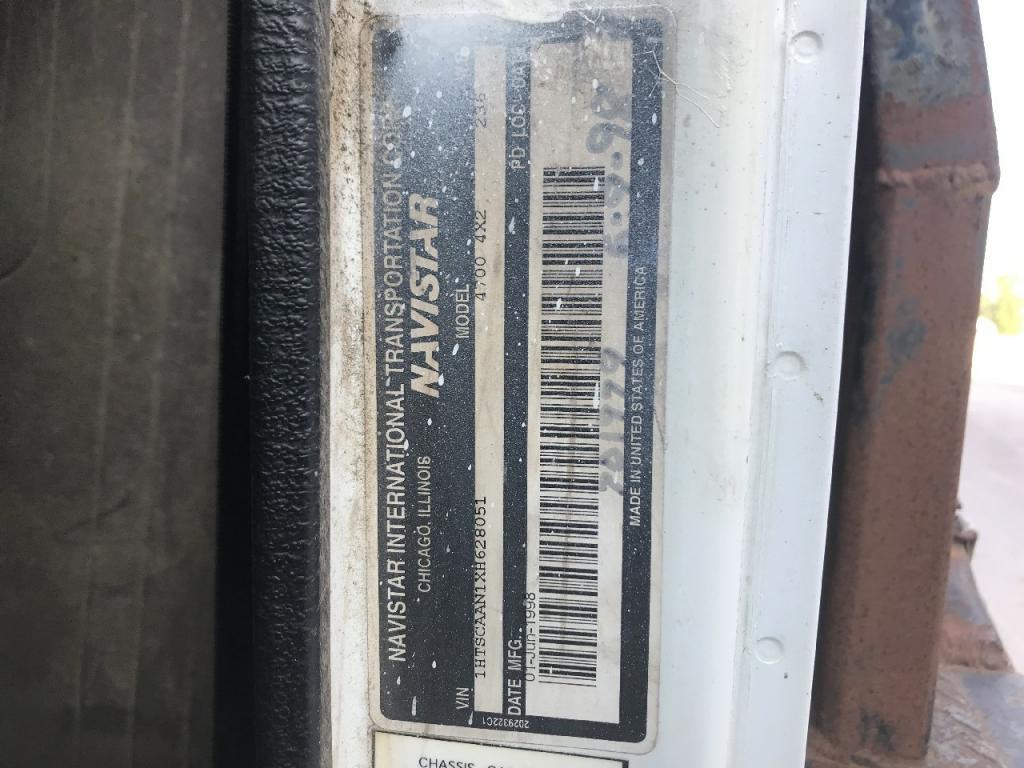 NAVISTAR INTERNATIONAL TRANSPORTATION CORP.
CHICAGO, ILLINOIS NAVISTAR
VIN MODEL
1HTSCAAN1XH628051 4700 4X2
DATE MFG. PD LOC
01-Jun-1998
MADE IN UNITED STATES OF AMERICA
2029322C1
CHASSIS